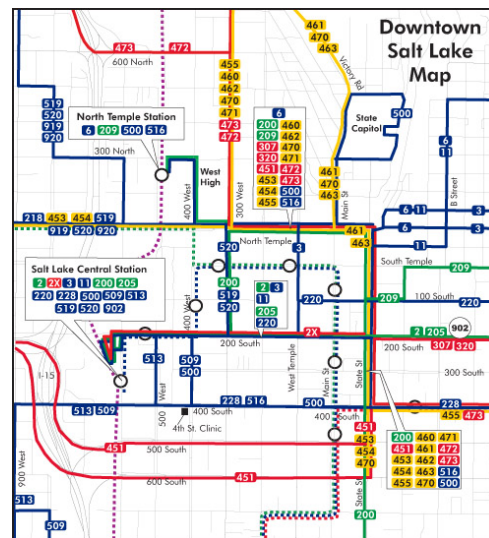 Downtown
Salt Lake
Map
473 472
600 North
461
470
463
Victory Rd
455
460
462
470
471
473
472
519
520
919
920
North Temple Station
6 209 500 516
300 North
6
200 460
209 462
307 470
320 471
451 472
453 473
454 500
455 516
State
Capitol
500
6
11
West
High
400 West
300 West
461
470
463
Main St
B Street
218 453 454 519
919 520 920
520
North Temple
461
463
6 11 6 3
11 3
South Temple
Salt Lake Central Station
2 2X 3 11 200 205
220 228 500 509 513
519 520 902
200
519
520
400 West
2 3
11
205
220
220
209
209
100 South
220
902
2X
2 205
307 320
200 South
200 South
513
509
500
500 West
West Temple
Main St
State St
300 South
I-15
513 509
228 516
500
228
455 473
400 South
400 South
4th St. Clinic
900 West
451
500 South
451
600 South
451
453
454
470
State St
200 460 471
451 461 472
453 462 473
454 463 516
455 470 500
513
509
200